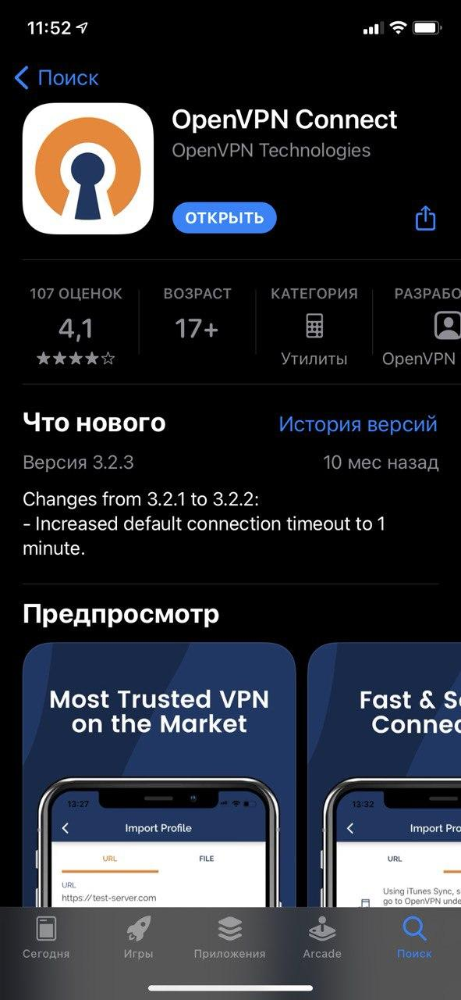 11:52
Поиск
OpenVPN Connect
OpenVPN Technologies
ОТКРЫТЬ
107 ОЦЕНОК
ВОЗРАСТ
КАТЕГОРИЯ
РАЗРАБО
4,1
17+
★★★★☆
Утилиты
OpenVPN
Что нового
История версий
Версия 3.2.3
10 мес назад
Changes from 3.2.1 to 3.2.2:
- Increased default connection timeout to 1
minute.
Предпросмотр
Most Trusted VPN
on the Market
13:27
Import Profile
URL
FILE
URL
https://test-server.com
Fast & S
Connec
13:32
Import Pro
URL
Using iTunes Sync, s
go to OpenVPN unde
Сегодня
Игры
Приложения
Arcade
Поиск